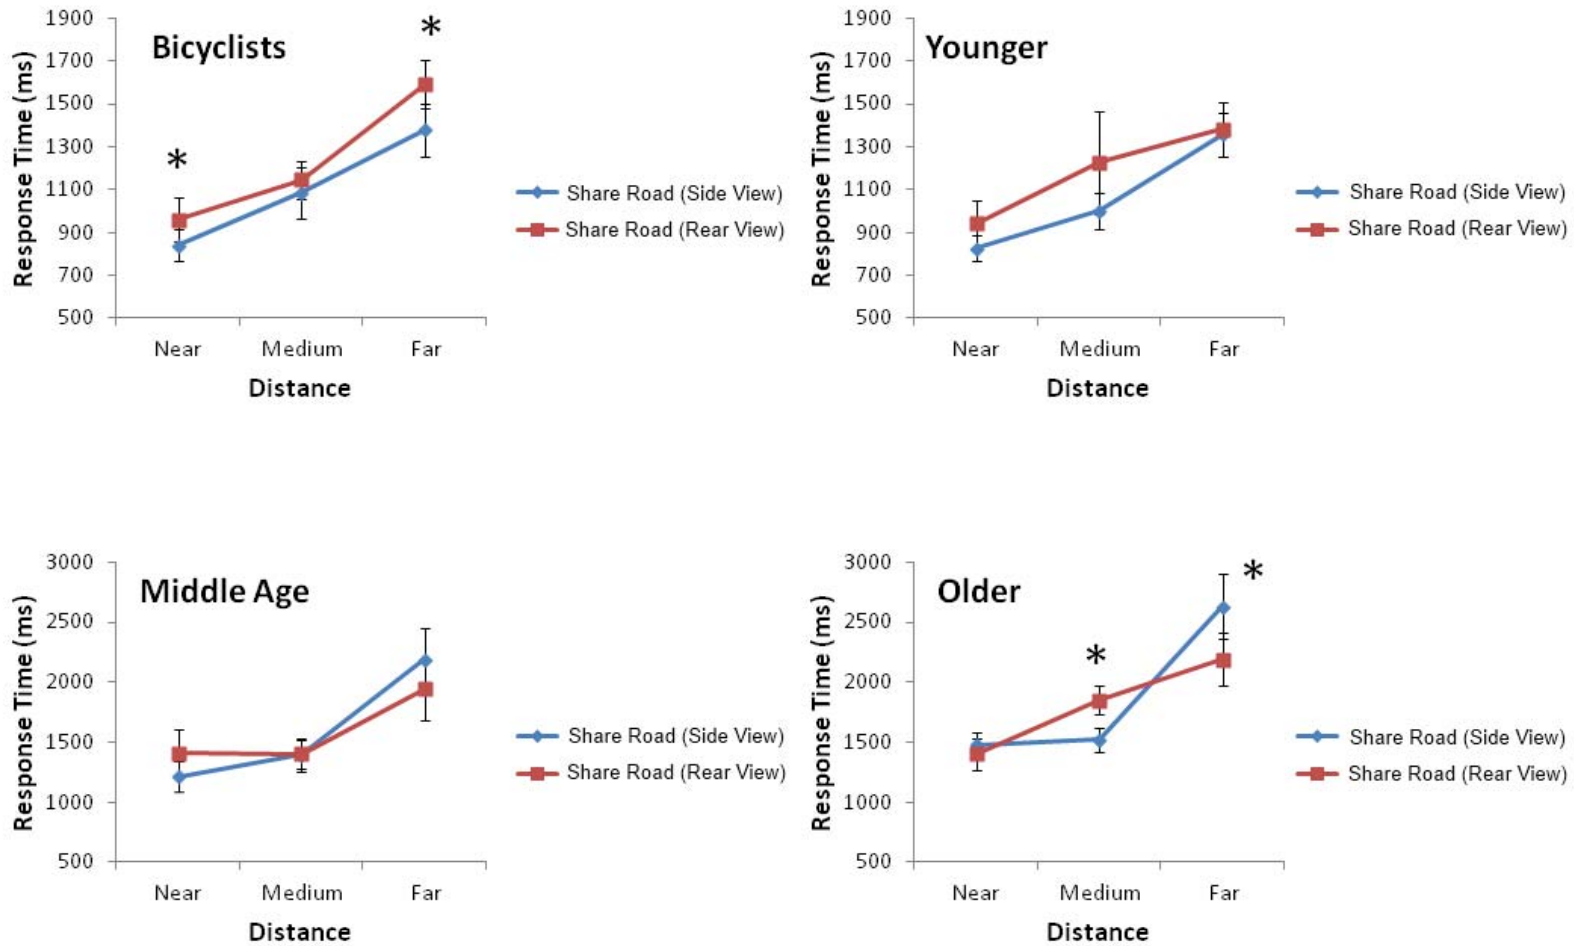 Bicyclists
*
*
Response Time (ms)
1900
1700
1500
1300
1100
900
700
500
Near Medium Far
Distance
Share Road (Side View)
Share Road (Rear View)
Younger
Response Time (ms)
1900
1700
1500
1300
1100
900
700
500
Near Medium Far
Distance
Share Road (Side View)
Share Road (Rear View)
Middle Age
Response Time (ms)
3000
2500
2000
1500
1000
500
Near Medium Far
Distance
Share Road (Side View)
Share Road (Rear View)
Older
*
*
Response Time (ms)
3000
2500
2000
1500
1000
500
Near Medium Far
Distance
Share Road (Side View)
Share Road (Rear View)